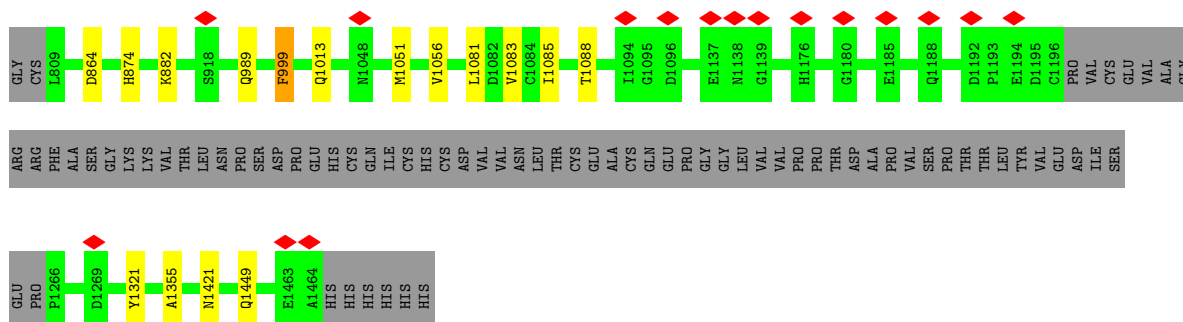 GLY CYS L809 D864 H874 K882 S918 Q989 F999 Q1013 N1048 M1051 V1056 L1081 D1082 V1083 C1084 I1085 T1088 I1094 G1095 D1096 E1137 N1138 G1139 H1176 G1180 E1185 Q1188 D1192 P1193 E1194 D1195 C1196 PRO VAL CYS GLU VAL ALA
ARG ARG PHE ALA SER GLY LYS LYS VAL THR LEU ASN PRO SER ASP PRO GLU HIS CYS GLN ILE CYS HIS CYS ASP VAL VAL ASN LEU THR CYS GLU ALA CYS GLN GLU PRO GLY GLY LEU VAL VAL PRO PRO THR ASP ALA PRO VAL SER PRO THR THR LEU TYR VAL GLU ASP ILE SER
GLU PRO P1266 D1269 Y1321 A1355 N1421 Q1449 E1463 A1464 HIS HIS HIS HIS HIS HIS